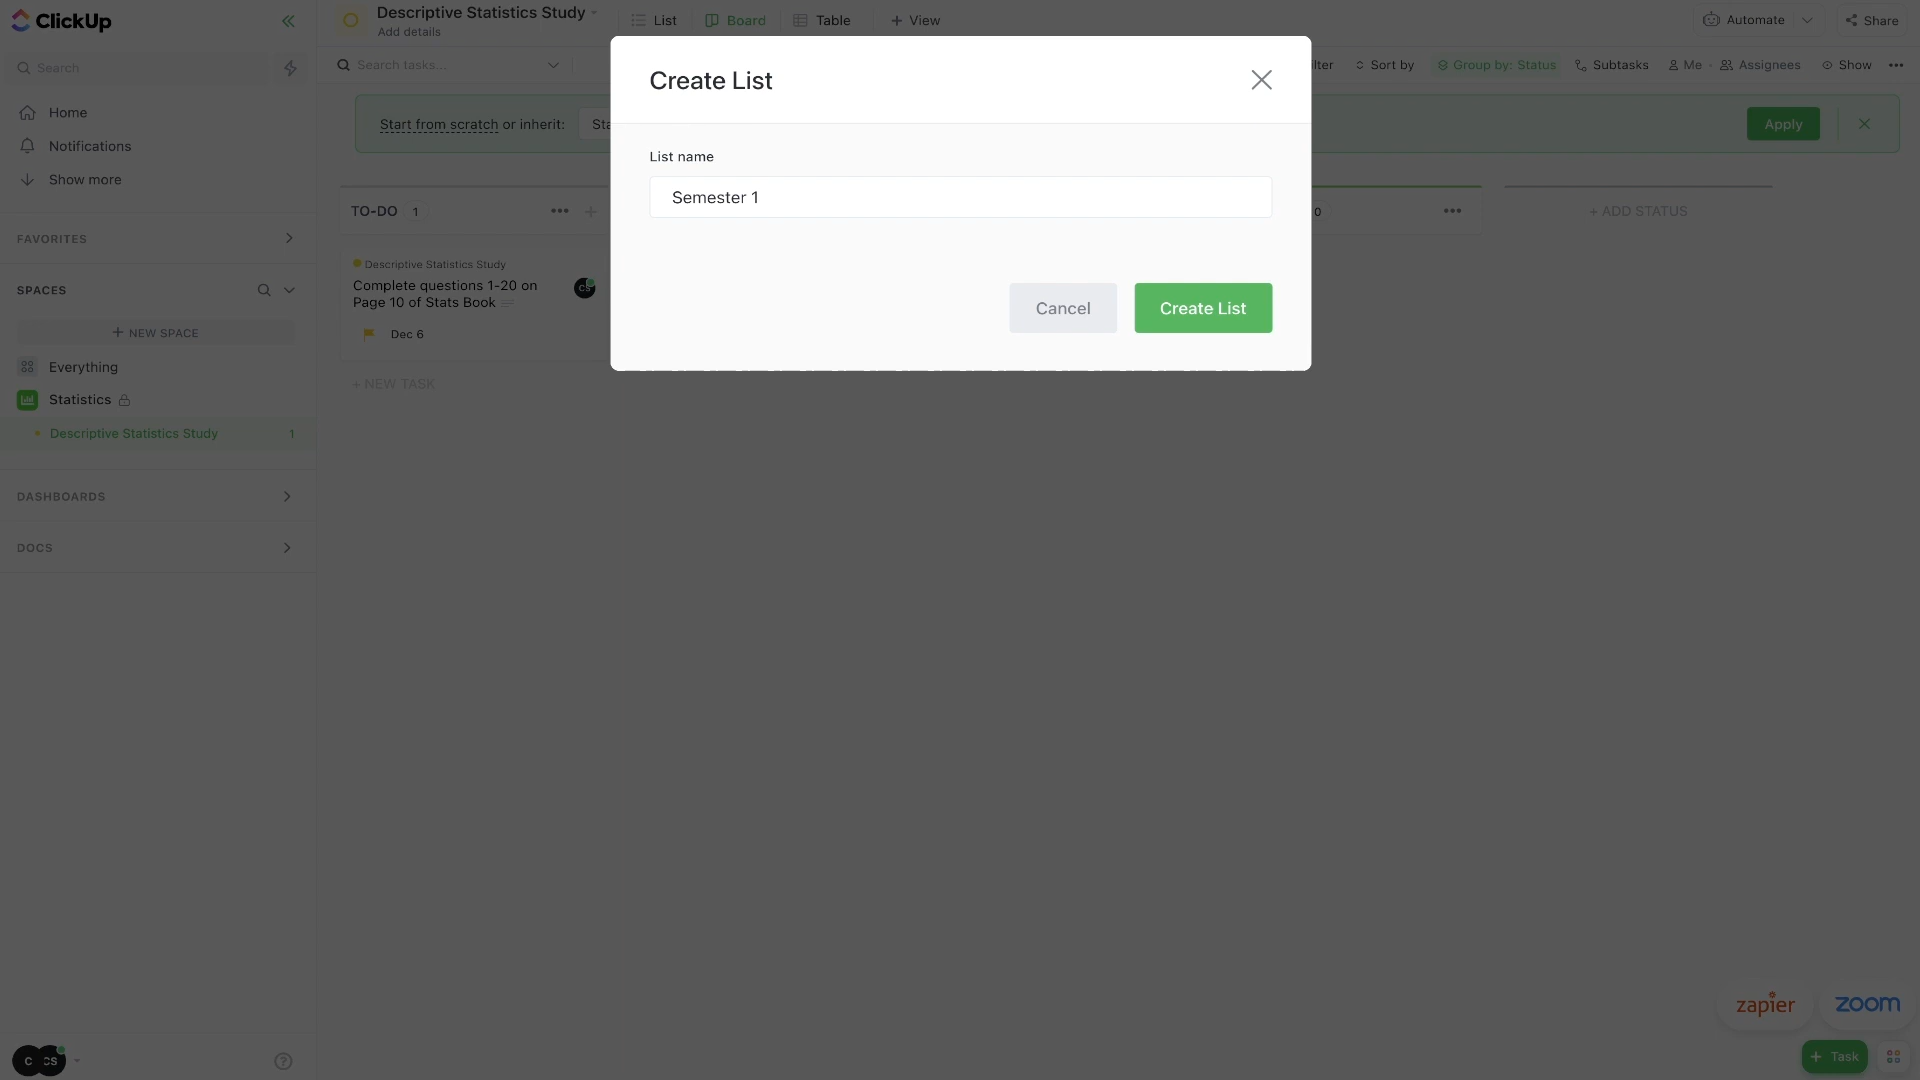 ClickUp
Search
Home
Notifications
Show more
FAVORITES
SPACES
+ NEW SPACE
Everything
Statistics
Descriptive Statistics Study 1
DASHBOARDS
DOCS
C CS
Descriptive Statistics Study
Add details
List
Board
Table
+ View
Automate
Share
Search tasks...
Sort by
Group by: Status
Subtasks
Me
Assignees
Show
Start from scratch or inherit:
Apply
TO-DO 1
0
+ ADD STATUS
Descriptive Statistics Study
Complete questions 1-20 on
Page 10 of Stats Book
CS
Dec 6
+ NEW TASK
Create List
List name
Semester 1
Cancel
Create List
zapier
zoom
+ Task